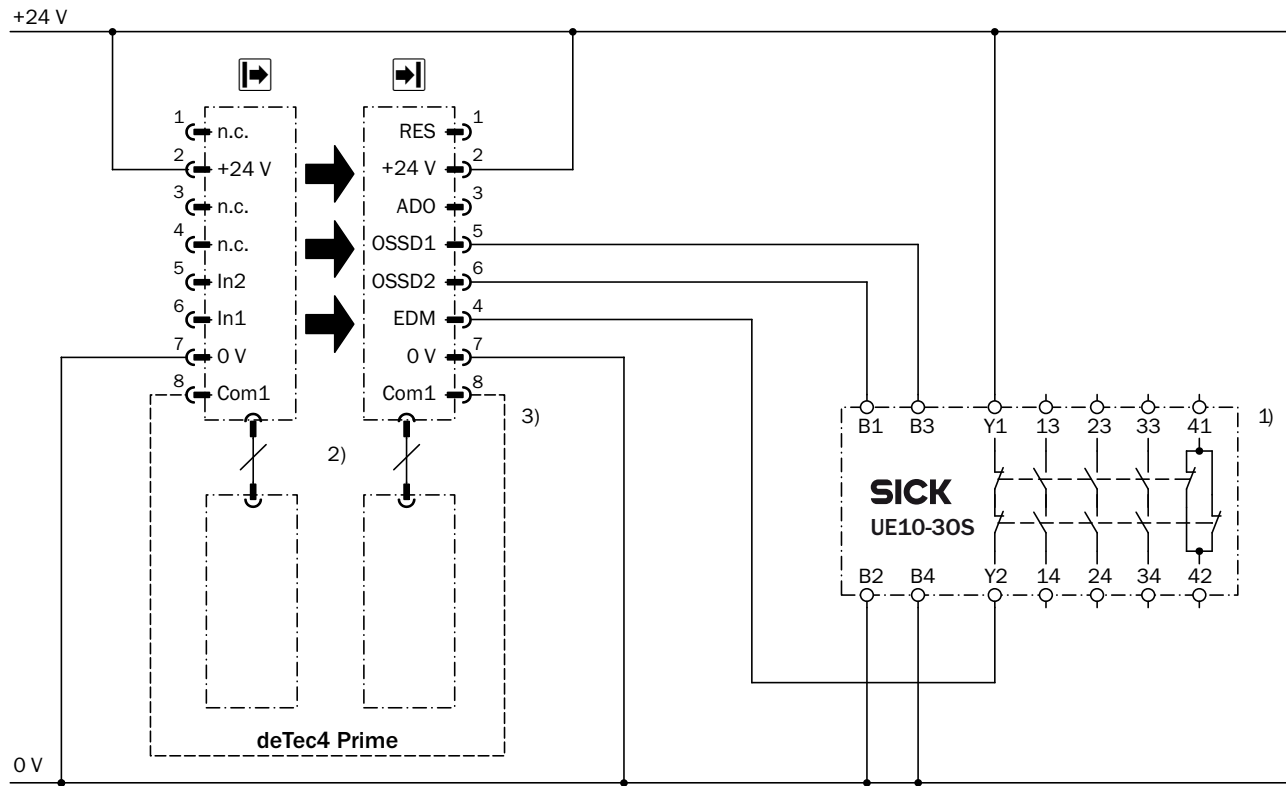 +24 V
1 n.c. RES 1
2 +24 V +24 V 2
3 n.c. ADO 3
4 n.c. OSSD1 5
5 In2 OSSD2 6
6 In1 EDM 4
7 0 V 0 V 7
8 Com1 Com1 8
3)
2)
B1 B3 Y1 13 23 33 41 1)
SICK
UE10-30S
B2 B4 Y2 14 24 34 42
deTec4 Prime
0 V